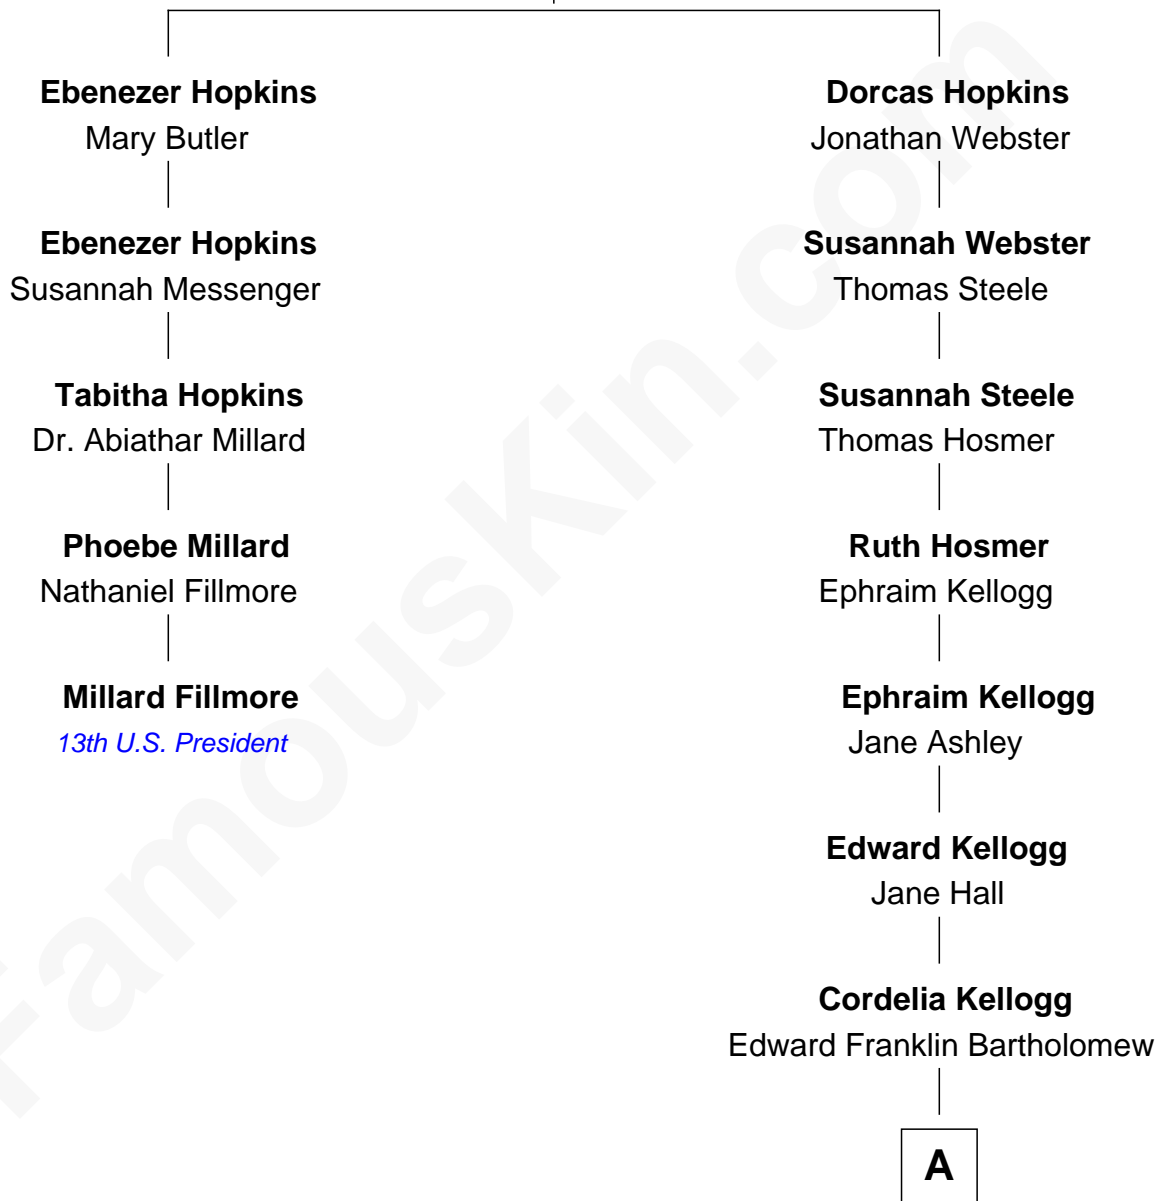 Ebenezer Hopkins
Mary Butler
Ebenezer Hopkins
Susannah Messenger
Tabitha Hopkins
Dr. Abiathar Millard
Phoebe Millard
Nathaniel Fillmore
Millard Fillmore
13th U.S. President
Dorcas Hopkins
Jonathan Webster
Susannah Webster
Thomas Steele
Susannah Steele
Thomas Hosmer
Ruth Hosmer
Ephraim Kellogg
Ephraim Kellogg
Jane Ashley
Edward Kellogg
Jane Hall
Cordelia Kellogg
Edward Franklin Bartholomew
A
FamousKin.com